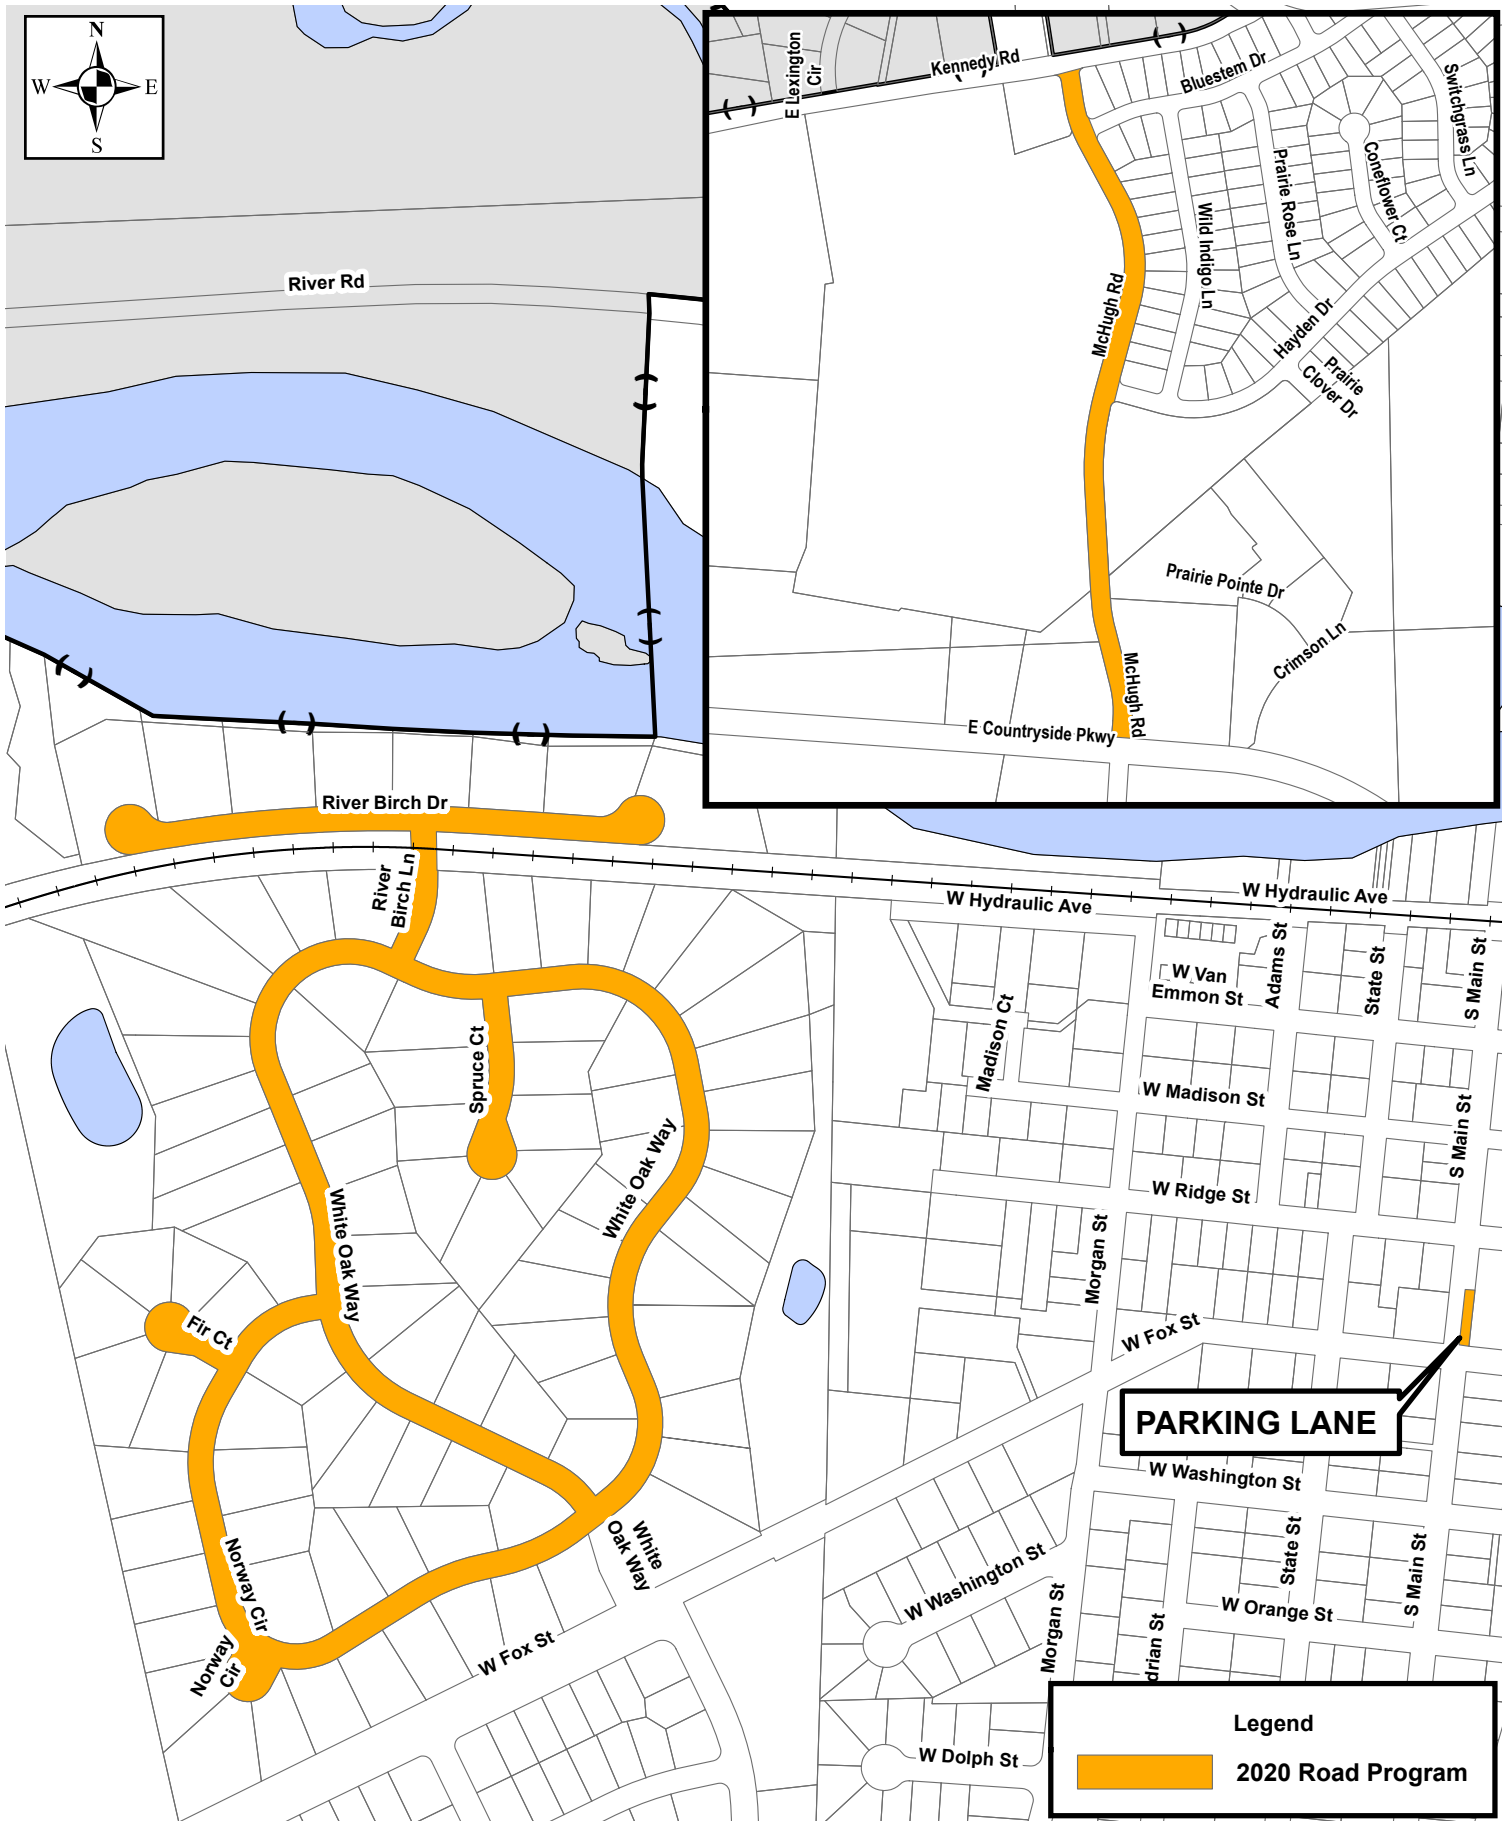 N
W E
S
River Rd
E Lexington
Cir
Kennedy Rd
Bluestem Dr
Switchgrass Ln
Coneflower Ct
Prairie Rose Ln
Wild Indigo Ln
McHugh Rd
Hayden Dr
Prairie
Clover Dr
Prairie Pointe Dr
Crimson Ln
McHugh Rd
E Countryside Pkwy
River Birch Dr
River
Birch Ln
W Hydraulic Ave
W Hydraulic Ave
W Van
Emmon St
Adams St
State St
S Main St
Madison Ct
Spruce Ct
W Madison St
S Main St
White Oak Way
W Ridge St
White Oak Way
Morgan St
Fir Ct
W Fox St
PARKING LANE
W Washington St
White
Oak Way
State St
S Main St
Norway Cir
W Washington St
W Orange St
Morgan St
drian St
Norway
Cir
W Fox St
W Dolph St
Legend
2020 Road Program